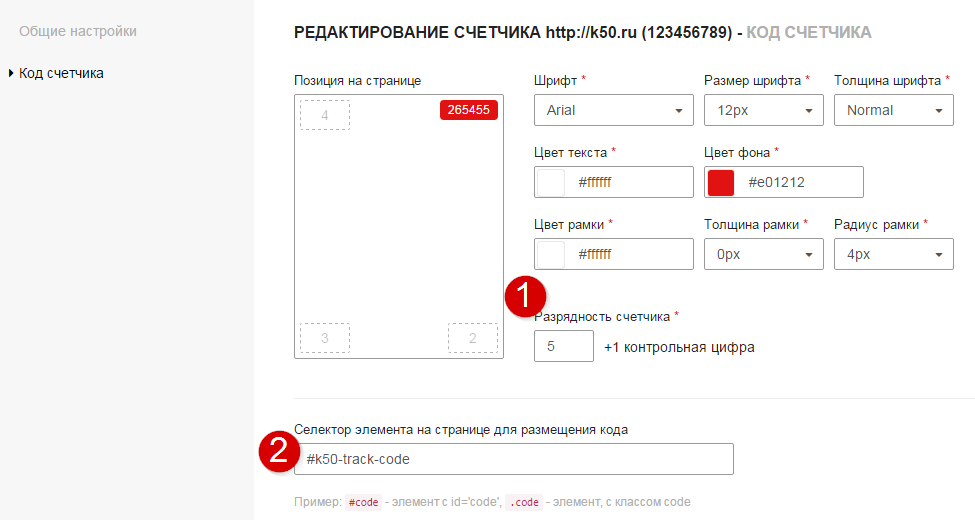 Общие настройки
Код счетчика
РЕДАКТИРОВАНИЕ СЧЕТЧИКА http://k50.ru (123456789) - КОД СЧЕТЧИКА
Позиция на странице
4
265455
3
2
Шрифт *
Размер шрифта *
Толщина шрифта *
Arial
12px
Normal
Цвет текста *
Цвет фона *
#ffffff
#e01212
Цвет рамки *
Толщина рамки *
Радиус рамки *
#ffffff
0px
4px
1
Разрядность счетчика *
5
+1 контрольная цифра
Селектор элемента на странице для размещения кода
2
#k50-track-code
Пример: #code - элемент с id='code', .code - элемент, с классом code